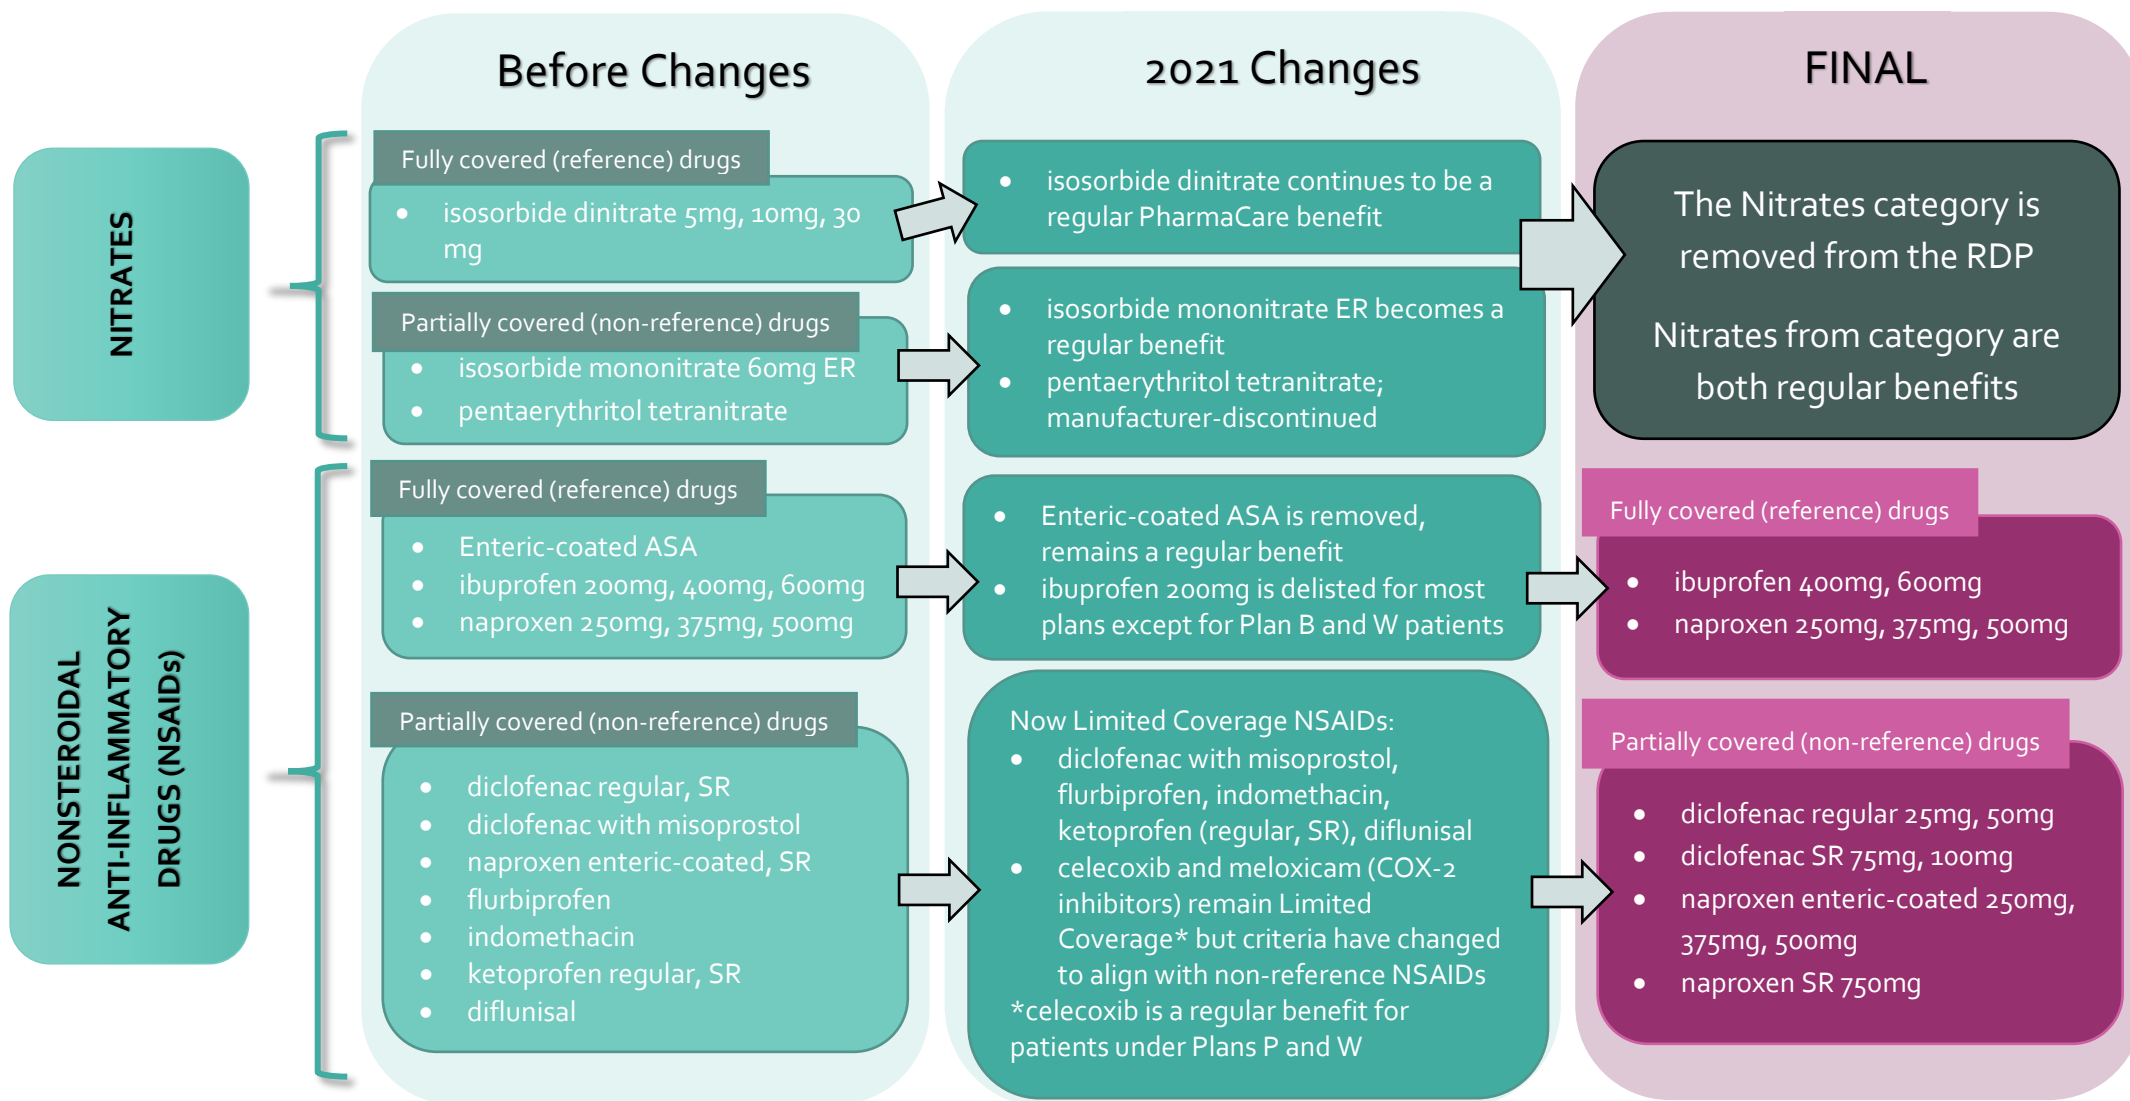 Before Changes
2021 Changes
FINAL
NITRATES
Fully covered (reference) drugs
• isosorbide dinitrate 5mg, 10mg, 30
mg
Partially covered (non-reference) drugs
• isosorbide mononitrate 60mg ER
• pentaerythritol tetranitrate
• isosorbide dinitrate continues to be a
regular PharmaCare benefit
• isosorbide mononitrate ER becomes a
regular benefit
• pentaerythritol tetranitrate;
manufacturer-discontinued
The Nitrates category is
removed from the RDP
Nitrates from category are
both regular benefits
NONSTEROIDAL
ANTI-INFLAMMATORY
DRUGS (NSAIDs)
Fully covered (reference) drugs
• Enteric-coated ASA
• ibuprofen 200mg, 400mg, 600mg
• naproxen 250mg, 375mg, 500mg
• Enteric-coated ASA is removed,
remains a regular benefit
• ibuprofen 200mg is delisted for most
plans except for Plan B and W patients
Fully covered (reference) drugs
• ibuprofen 400mg, 600mg
• naproxen 250mg, 375mg, 500mg
Partially covered (non-reference) drugs
• diclofenac regular, SR
• diclofenac with misoprostol
• naproxen enteric-coated, SR
• flurbiprofen
• indomethacin
• ketoprofen regular, SR
• diflunisal
Now Limited Coverage NSAIDs:
• diclofenac with misoprostol,
flurbiprofen, indomethacin,
ketoprofen (regular, SR), diflunisal
• celecoxib and meloxicam (COX-2
inhibitors) remain Limited
Coverage* but criteria have changed
to align with non-reference NSAIDs
*celecoxib is a regular benefit for
patients under Plans P and W
Partially covered (non-reference) drugs
• diclofenac regular 25mg, 50mg
• diclofenac SR 75mg, 100mg
• naproxen enteric-coated 250mg,
375mg, 500mg
• naproxen SR 750mg